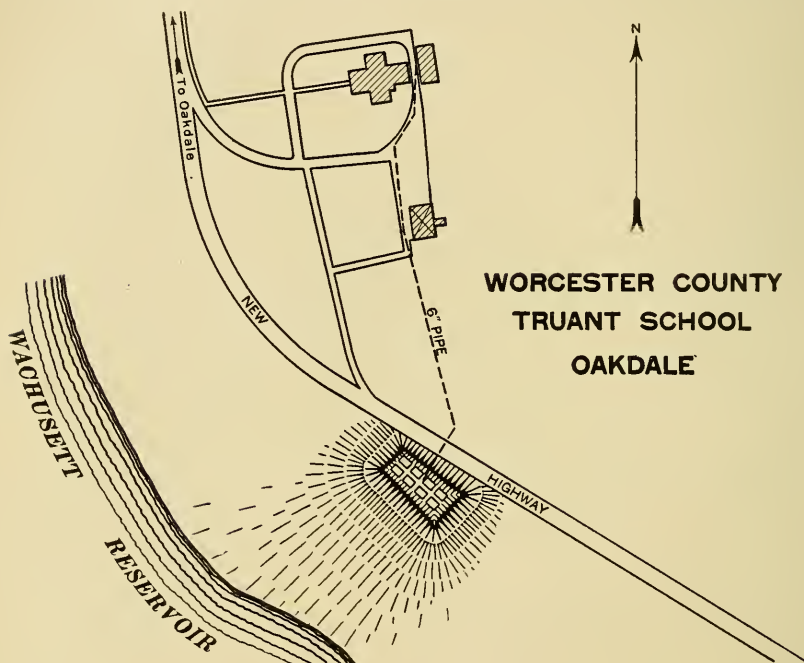 N
To Oakdale
WORCESTER COUNTY
TRUANT SCHOOL
OAKDALE
NEW
6" PIPE
WACHUSETT
HIGHWAY
RESERVOIR